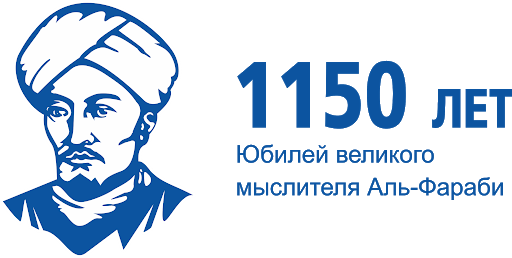 1150 ЛЕТ
Юбилей великого
мыслителя Аль-Фараби